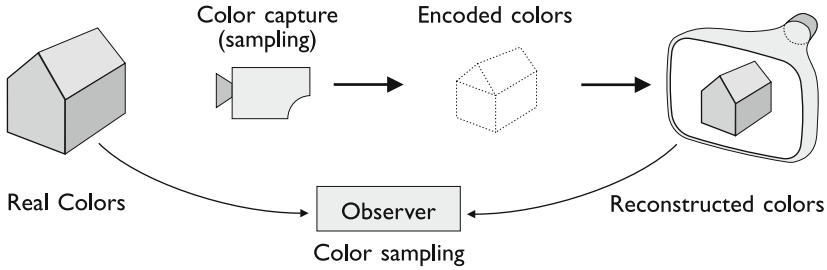 Color capture
(sampling)
Encoded colors
Real Colors
Observer
Reconstructed colors
Color sampling